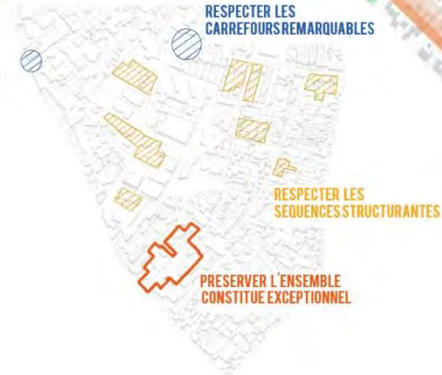 RESPECTER LES
CARREFOURS REMARQUABLES
RESPECTER LES
SEQUENCES STRUCTURANTES
PRESERVER L'ENSEMBLE
CONSTITUE EXCEPTIONNEL